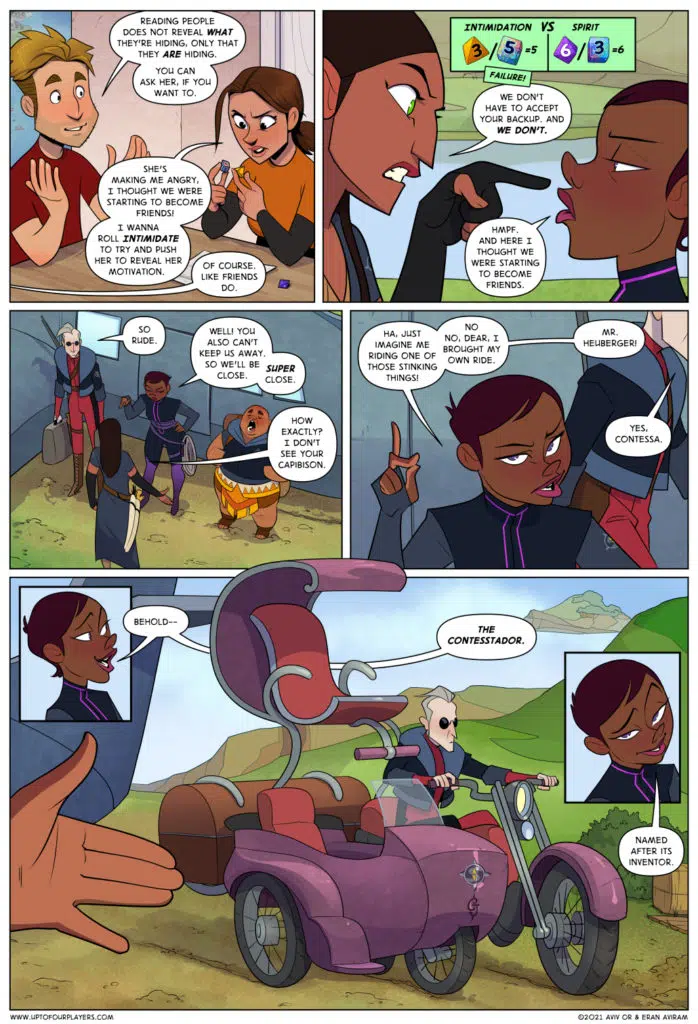 READING PEOPLE
DOES NOT REVEAL WHAT
THEY'RE HIDING, ONLY THAT
THEY ARE HIDING.
YOU CAN
ASK HER, IF YOU
WANT TO.
SHE'S
MAKING ME ANGRY,
I THOUGHT WE WERE
STARTING TO BECOME
FRIENDS!
I WANNA
ROLL INTIMIDATE
TO TRY AND PUSH
HER TO REVEAL HER
MOTIVATION.
OF COURSE.
LIKE FRIENDS
DO.
INTIMIDATION VS SPIRIT
3/5=5 6/3=6
FAILURE!
WE DON'T
HAVE TO ACCEPT
YOUR BACKUP. AND
WE DON'T.
HMPF.
AND HERE I
THOUGHT WE
WERE STARTING
TO BECOME
FRIENDS.
SO
RUDE.
WELL! YOU
ALSO CAN'T
KEEP US AWAY.
SO WE'LL BE
CLOSE.
SUPER
CLOSE.
HOW
EXACTLY?
I DON'T
SEE YOUR
CAPIBISON.
HA, JUST
IMAGINE ME
RIDING ONE OF
THOSE STINKING
THINGS!
NO
NO, DEAR, I
BROUGHT MY
OWN RIDE.
MR.
HEUBERGER!
YES,
CONTESSA.
BEHOLD--
THE
CONTESSTADOR.
NAMED
AFTER ITS
INVENTOR.
WWW.UPTOFOURPLAYERS.COM
©2021 AVIV OR & ERAN AVIRAM